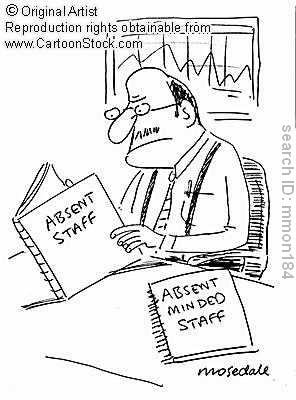 © Original Artist
Reproduction rights obtainable from
www.CartoonStock.com
ABSENT
STAFF
ABSENT
MINDED
STAFF
mosedale
search ID: mmon184